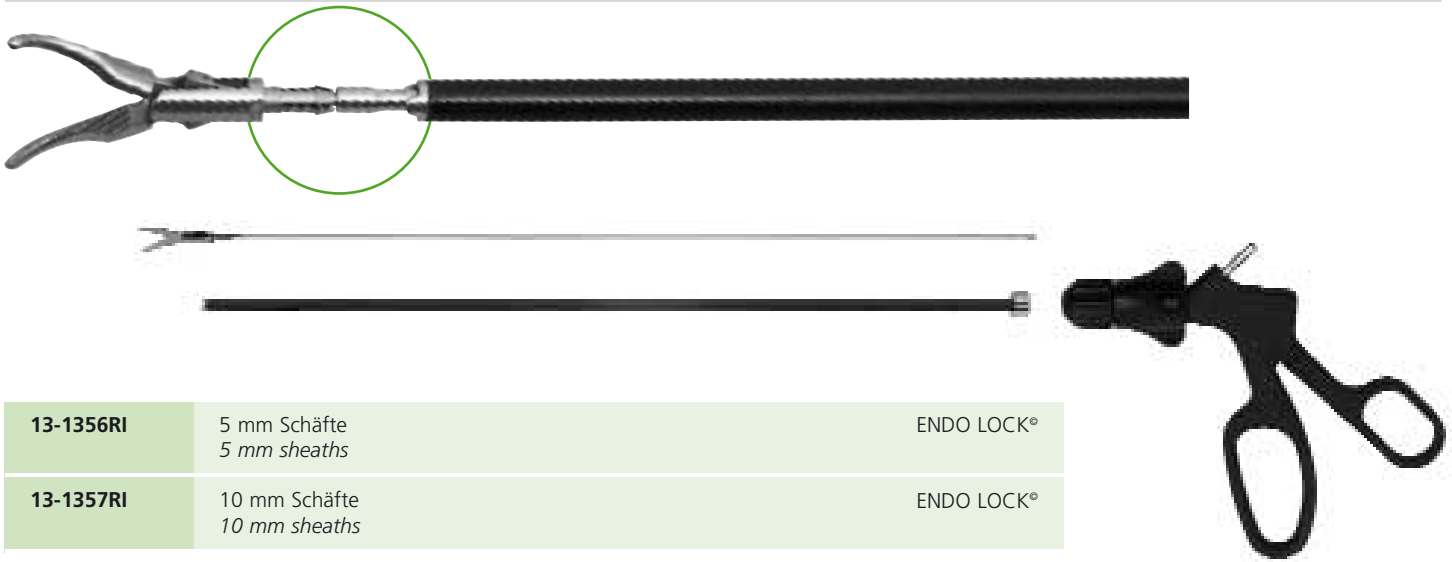 13-1356RI 5 mm Schäfte ENDO LOCK©
5 mm sheaths
13-1357RI 10 mm Schäfte ENDO LOCK©
10 mm sheaths